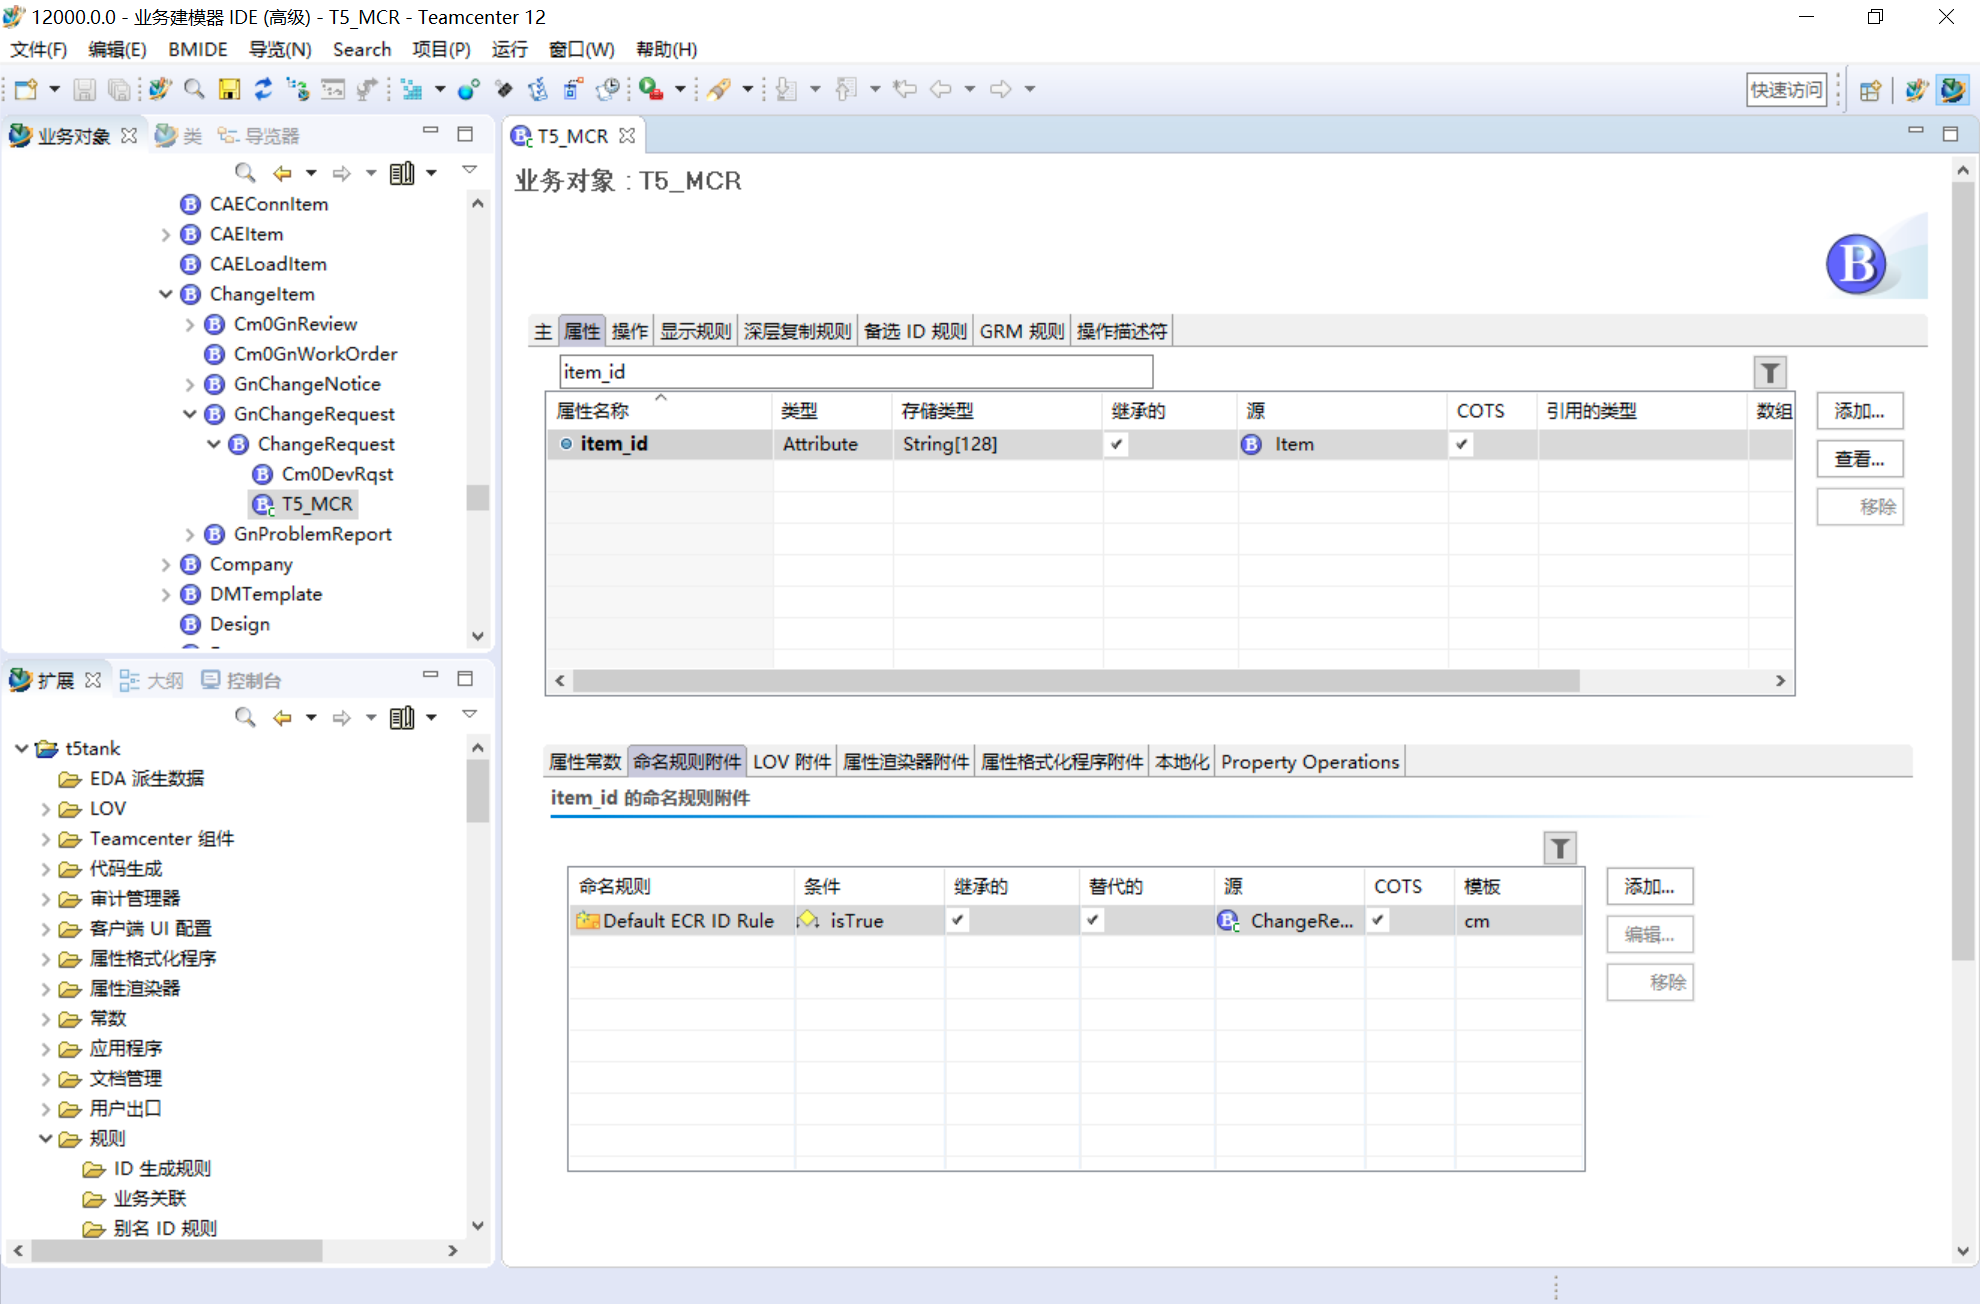 12000.0.0 - 业务建模器 IDE (高级) - T5_MCR - Teamcenter 12
文件(F) 编辑(E) BMIDE 导览(N) Search 项目(P) 运行 窗口(W) 帮助(H)
快速访问
业务对象 类 导览器
CAEConnItem
CAEItem
CAELoadItem
ChangeItem
Cm0GnReview
Cm0GnWorkOrder
GnChangeNotice
GnChangeRequest
ChangeRequest
Cm0DevRqst
T5_MCR
GnProblemReport
Company
DMTemplate
Design
扩展 大纲 控制台
t5tank
EDA 派生数据
LOV
Teamcenter 组件
代码生成
审计管理器
客户端 UI 配置
属性格式化程序
属性渲染器
常数
应用程序
文档管理
用户出口
规则
ID 生成规则
业务关联
别名 ID 规则
T5_MCR
业务对象 : T5_MCR
主 属性 操作 显示规则 深层复制规则 备选 ID 规则 GRM 规则 操作描述符
item_id
属性名称 类型 存储类型 继承的 源 COTS 引用的类型 数组
item_id Attribute String[128] Item
添加...
查看...
移除
属性常数 命名规则附件 LOV 附件 属性渲染器附件 属性格式化程序附件 本地化 Property Operations
item_id 的命名规则附件
命名规则 条件 继承的 替代的 源 COTS 模板
Default ECR ID Rule isTrue ChangeRe... cm
添加...
编辑...
移除